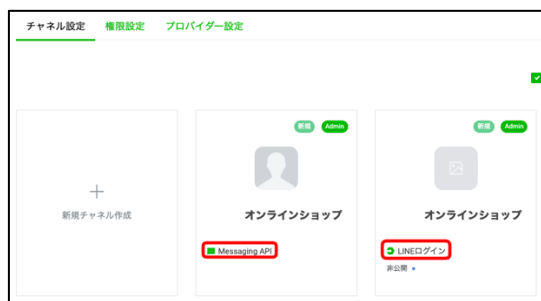 チャネル設定 権限設定 プロバイダー設定
新規 Admin
新規 Admin
新規チャネル作成
オンラインショップ
オンラインショップ
Messaging API
LINEログイン
非公開